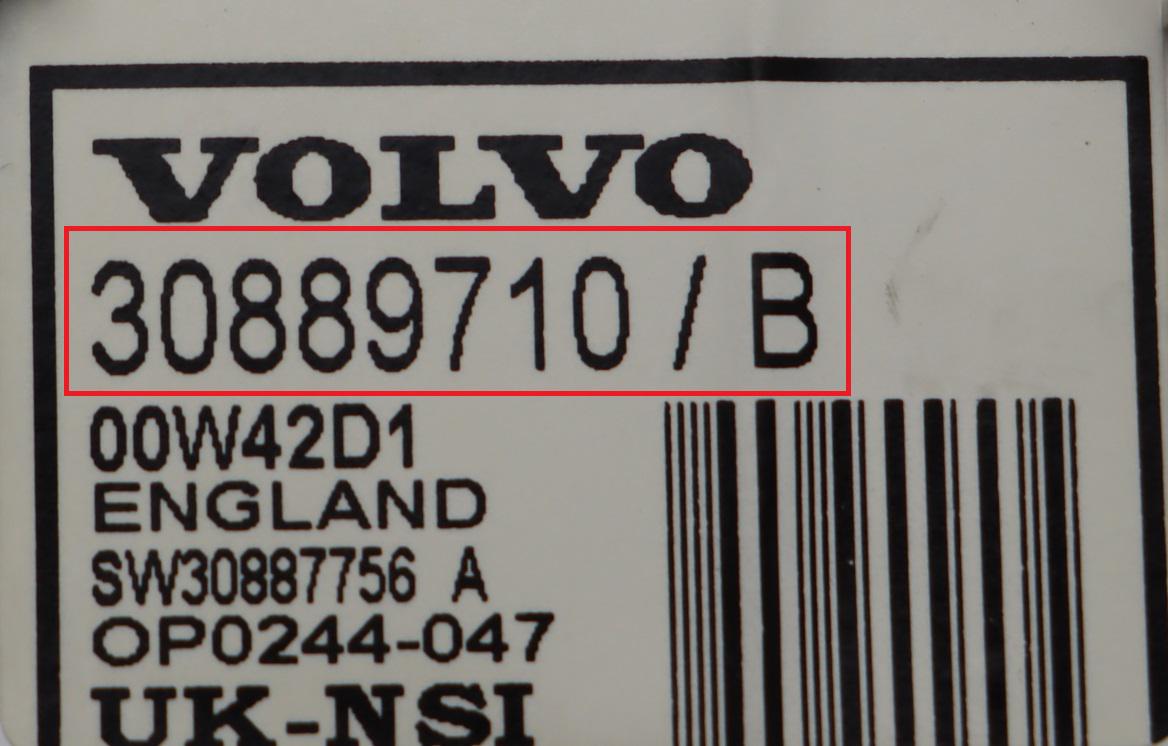 VOLVO
30889710 / B
00W42D1
ENGLAND
SW30887756 A
OP0244-047
UK-NSI